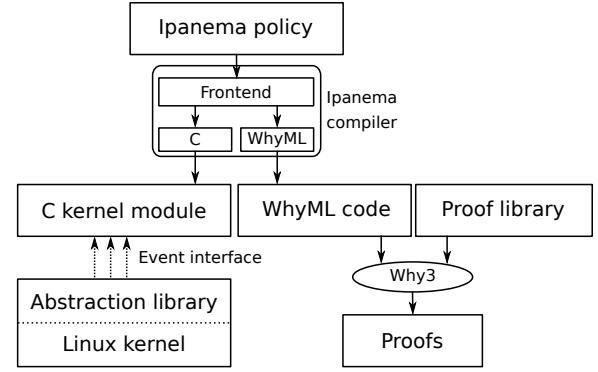 Ipanema policy
Frontend
Ipanema
compiler
C
WhyML
C kernel module
WhyML code
Proof library
Event interface
Why3
Abstraction library
Linux kernel
Proofs